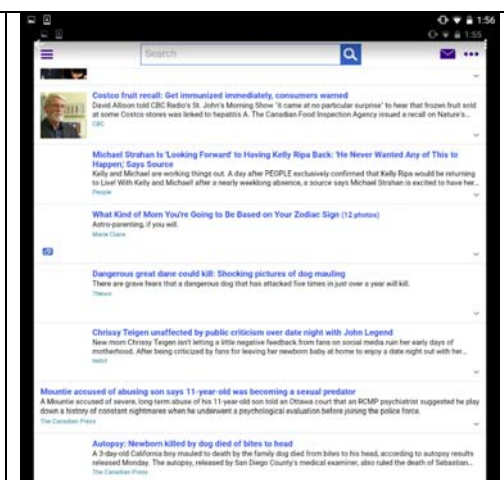 1:56
1:55
Search
Costco fruit recall: Get immunized immediately, consumers warned
David Allison told CBC Radio's St. John's Morning Show "it came at no particular surprise" to hear that frozen fruit sold
at some Costco stores was linked to hepatitis A. The Canadian Food Inspection Agency issued a recall on Nature's...
CBC
Michael Strahan Is 'Looking Forward' to Having Kelly Ripa Back: 'He Never Wanted Any of This to
Happen,' Says Source
Kelly and Michael are working things out. A day after PEOPLE exclusively confirmed that Kelly Ripa would be returning
to Live! With Kelly and Michael! after a nearly weeklong absence, a source says Michael Strahan is excited to have her...
People
What Kind of Mom You're Going to Be Based on Your Zodiac Sign (12 photos)
Astro-parenting, if you will.
Marie Claire
Dangerous great dane could kill: Shocking pictures of dog mauling
There are grave fears that a dangerous dog that has attacked five times in just over a year will kill.
7News
Chrissy Teigen unaffected by public criticism over date night with John Legend
New mom Chrissy Teigen isn't letting a little negative feedback from fans on social media ruin her early days of
motherhood. After being criticized by fans for leaving her newborn baby at home to enjoy a date night out with her...
Mountie accused of abusing son says 11-year-old was becoming a sexual predator
A Mountie accused of severe, long-term abuse of his 11-year-old son told an Ottawa court that an RCMP psychiatrist suggested he play
down a history of constant nightmares when he underwent a psychological evaluation before joining the police force.
The Canadian Press
Autopsy: Newborn killed by dog died of bites to head
A 3-day-old California boy mauled to death by the family dog died from bites to his head, according to autopsy results
released Monday. The autopsy, released by San Diego County's medical examiner, also ruled the death of Sebastian...
The Canadian Press